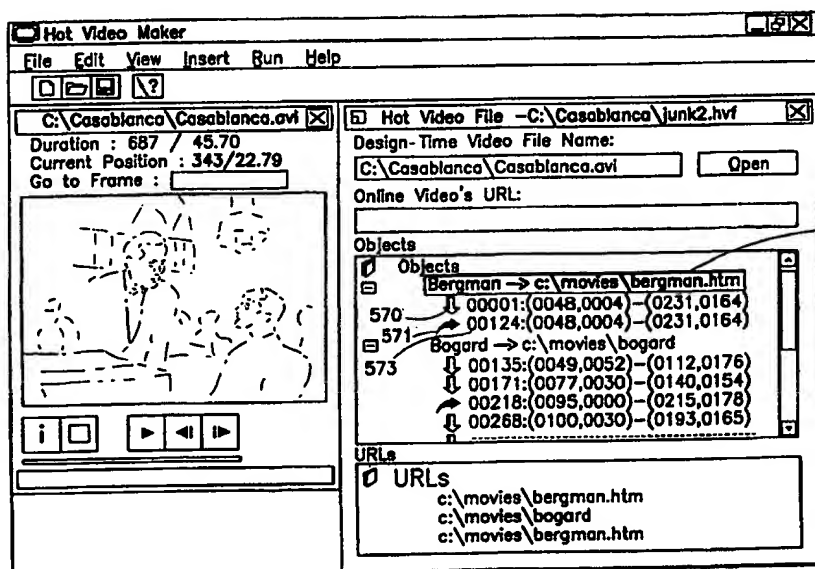 Hot Video Maker
File Edit View Insert Run Help
?
C:\Casablanca\Casablanca.avi
Duration : 687 / 45.70
Current Position : 343/22.79
Go to Frame :
i
Hot Video File -C:\Casablanca\junk2.hvf
Design-Time Video File Name:
C:\Casablanca\Casablanca.avi Open
Online Video's URL:
Objects
Objects
Bergman -> c:\movies\bergman.htm
570 00001:(0048,0004)-(0231,0164)
571 00124:(0048,0004)-(0231,0164)
Bogard -> c:\movies\bogard
573 00135:(0049,0052)-(0112,0176)
00171:(0077,0030)-(0140,0154)
00218:(0095,0000)-(0215,0178)
00268:(0100,0030)-(0193,0165)
URLs
URLs
c:\movies\bergman.htm
c:\movies\bogard
c:\movies\bergman.htm